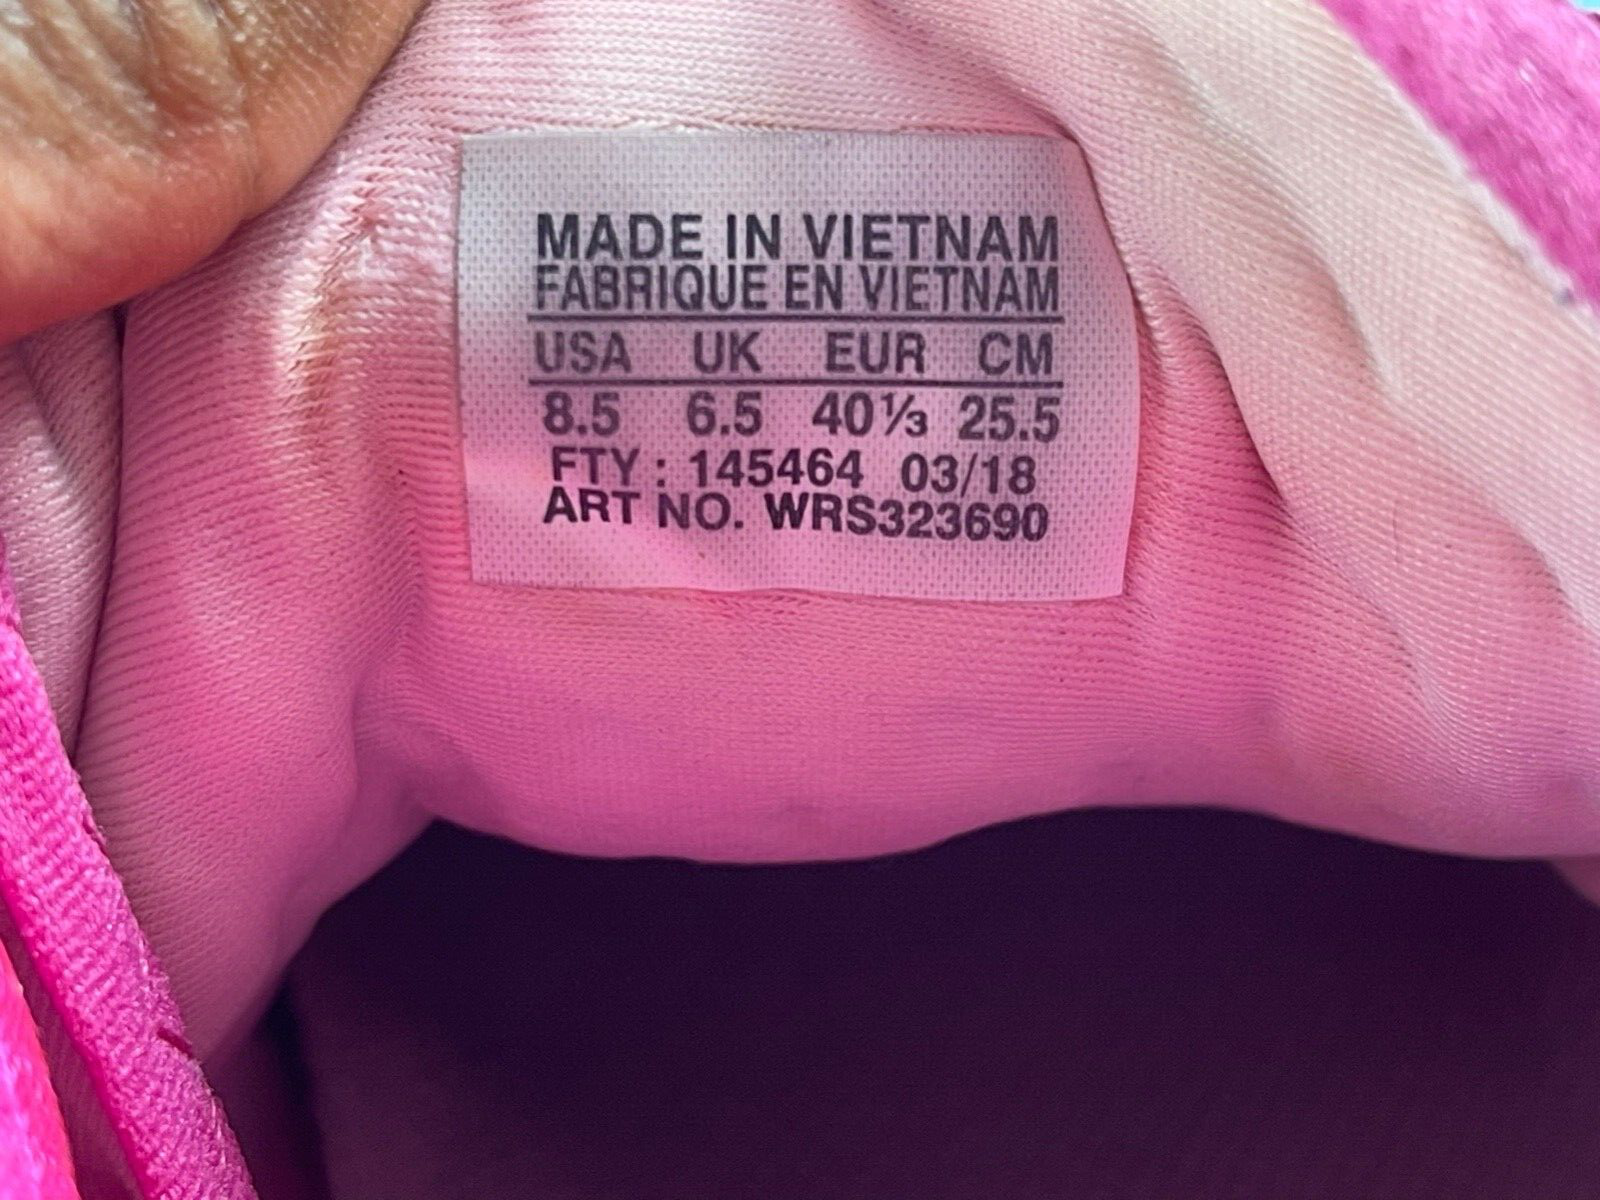 MADE IN VIETNAM
FABRIQUE EN VIETNAM
USA UK EUR CM
8.5 6.5 40⅓ 25.5
FTY : 145464 03/18
ART NO. WRS323690